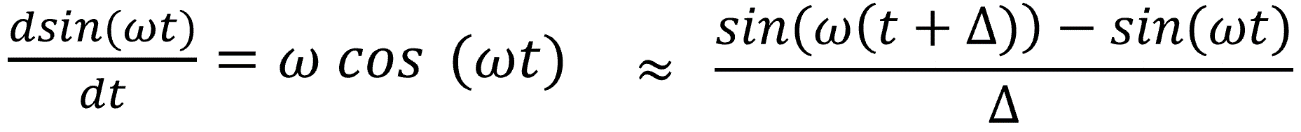 dsin(ωt)/dt = ω cos (ωt) ≈ (sin(ω(t + Δ)) − sin(ωt))/Δ